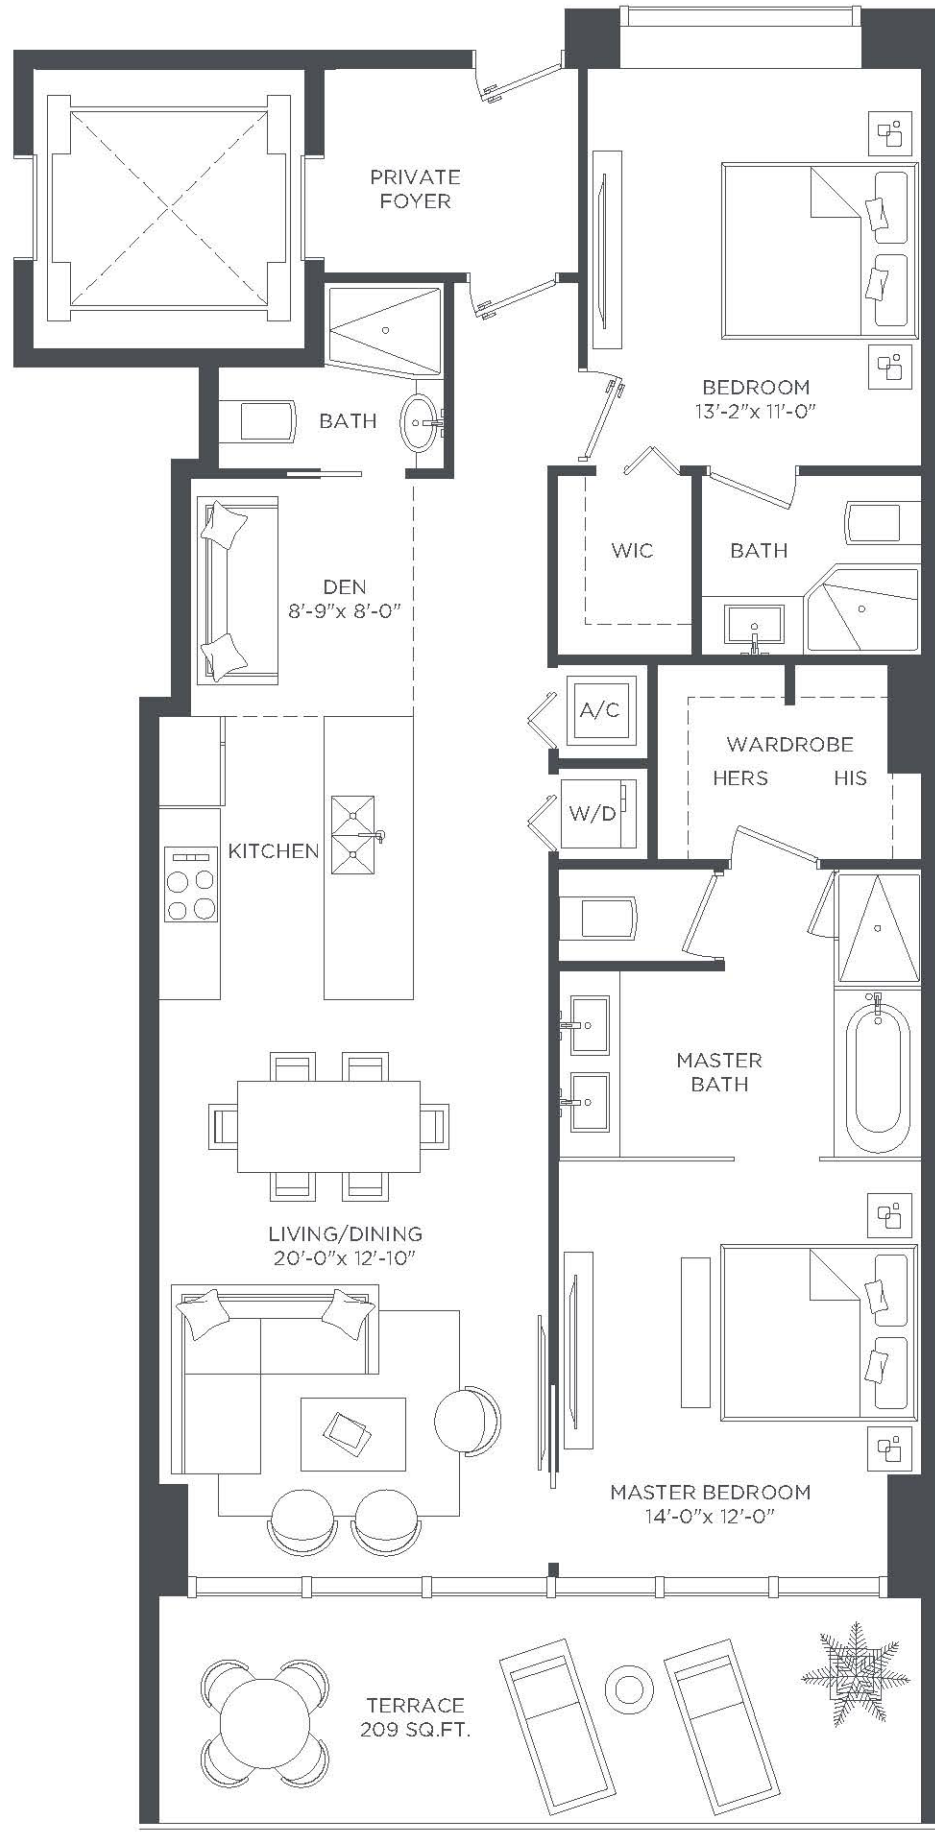 PRIVATE
FOYER
BEDROOM
13'-2"x 11'-0"
BATH
WIC
BATH
DEN
8'-9"x 8'-0"
A/C
WARDROBE
HERS HIS
W/D
KITCHEN
MASTER
BATH
LIVING/DINING
20'-0"x 12'-10"
MASTER BEDROOM
14'-0"x 12'-0"
TERRACE
209 SQ.FT.